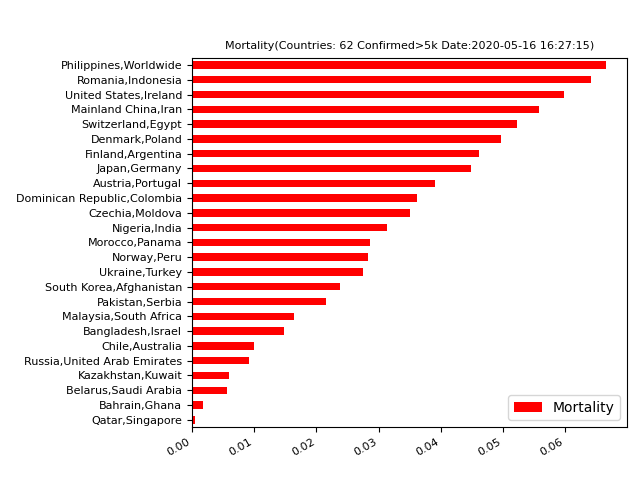 Mortality(Countries: 62 Confirmed>5k Date:2020-05-16 16:27:15)
Philippines,Worldwide
Romania,Indonesia
United States,Ireland
Mainland China,Iran
Switzerland,Egypt
Denmark,Poland
Finland,Argentina
Japan,Germany
Austria,Portugal
Dominican Republic,Colombia
Czechia,Moldova
Nigeria,India
Morocco,Panama
Norway,Peru
Ukraine,Turkey
South Korea,Afghanistan
Pakistan,Serbia
Malaysia,South Africa
Bangladesh,Israel
Chile,Australia
Russia,United Arab Emirates
Kazakhstan,Kuwait
Belarus,Saudi Arabia
Bahrain,Ghana
Qatar,Singapore
Mortality
0.00 0.01 0.02 0.03 0.04 0.05 0.06